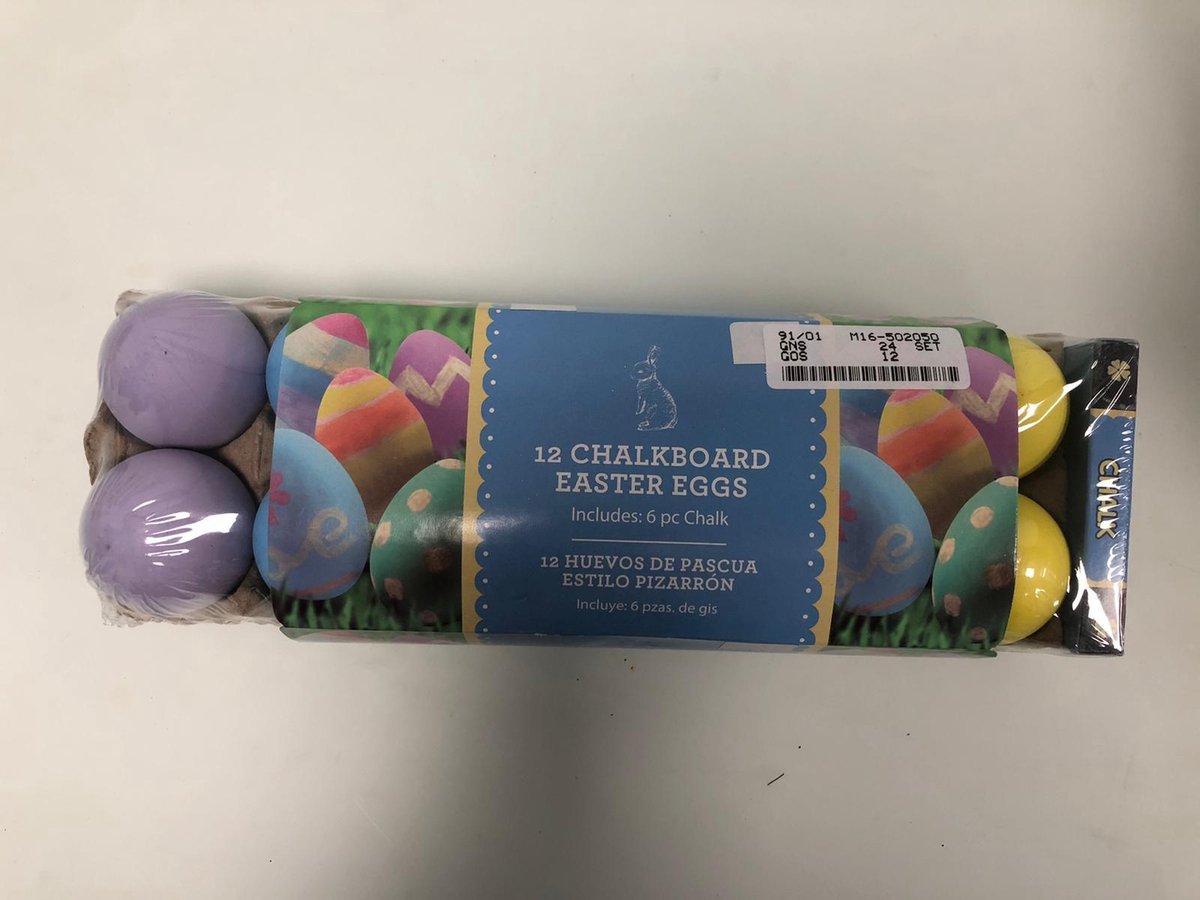 91/01 M16-502050
GNS 24 SET
GOS 12
12 CHALKBOARD
EASTER EGGS
Includes: 6 pc Chalk
12 HUEVOS DE PASCUA
ESTILO PIZARRÓN
Incluye: 6 pzas. de gis
CHALK